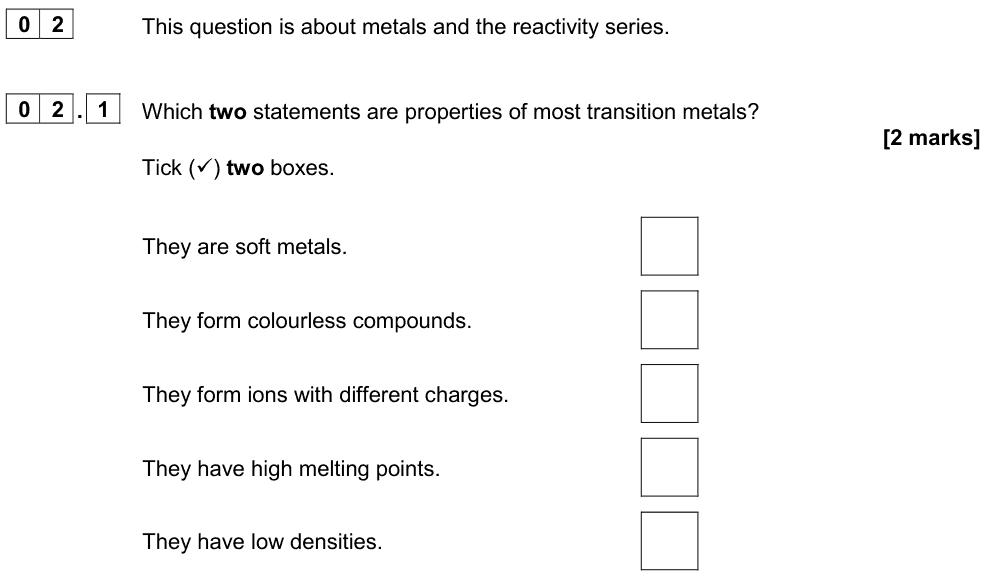 0 2 This question is about metals and the reactivity series.
0 2 . 1 Which two statements are properties of most transition metals?
[2 marks]
Tick (✓) two boxes.
They are soft metals.
They form colourless compounds.
They form ions with different charges.
They have high melting points.
They have low densities.